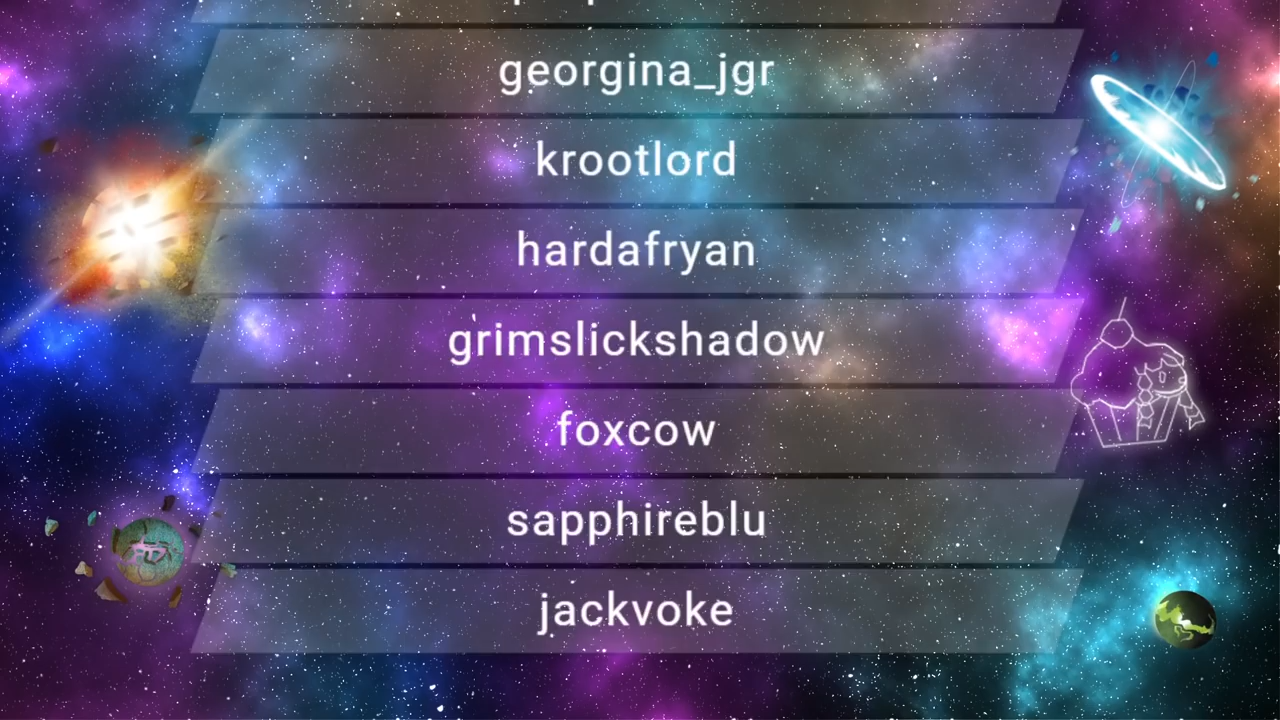 georgina_jgr
krootlord
hardafryan
grimslickshadow
foxcow
sapphireblu
jackvoke